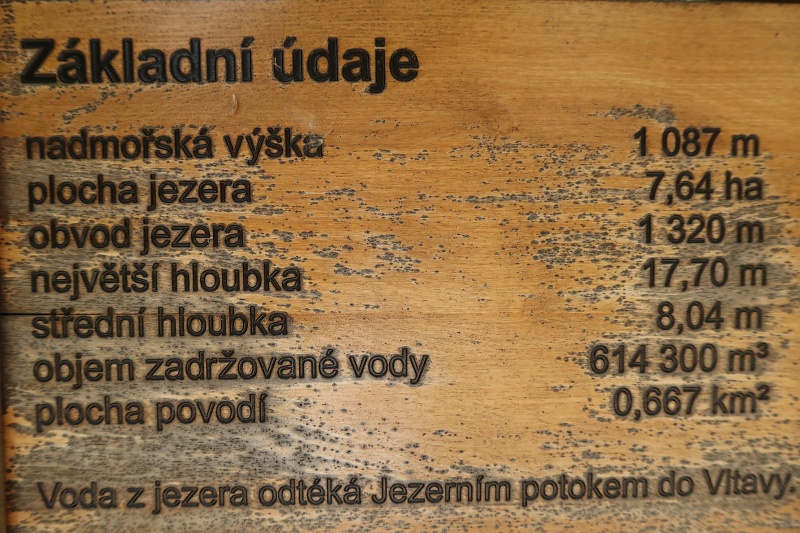 Základní údaje
nadmořská výška 1 087 m
plocha jezera 7,64 ha
obvod jezera 1 320 m
největší hloubka 17,70 m
střední hloubka 8,04 m
objem zadržované vody 614 300 m³
plocha povodí 0,667 km²
Voda z jezera odtéká Jezerním potokem do Vltavy.